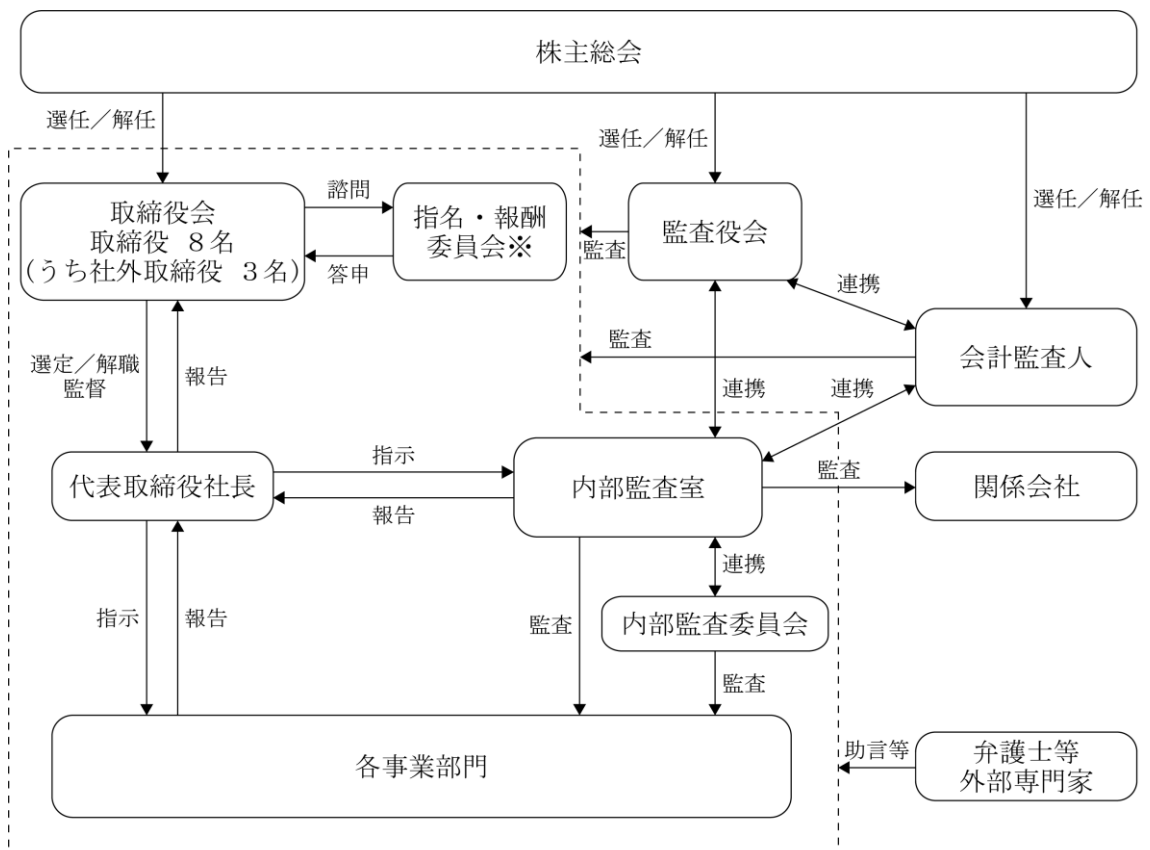 株主総会
選任／解任
選任／解任
選任／解任
取締役会
取締役 8名
(うち社外取締役 3名)
諮問
答申
指名・報酬
委員会※
監査
監査役会
連携
監査
会計監査人
選定／解職
監督
報告
連携
連携
代表取締役社長
指示
報告
内部監査室
監査
関係会社
指示
報告
監査
連携
内部監査委員会
監査
各事業部門
助言等
弁護士等
外部専門家